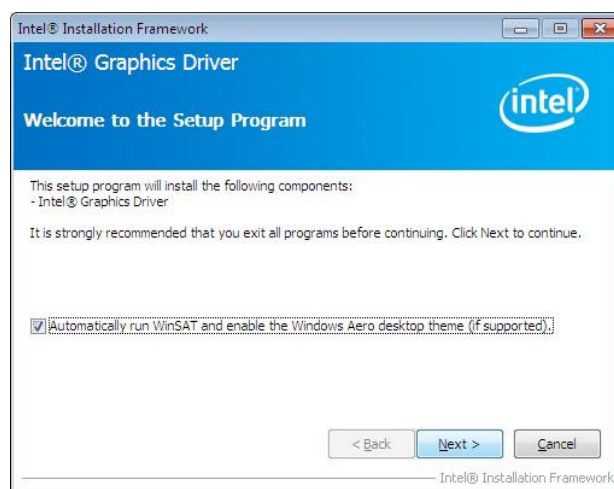 Intel® Installation Framework
Intel® Graphics Driver
Welcome to the Setup Program
intel
This setup program will install the following components:
- Intel® Graphics Driver
It is strongly recommended that you exit all programs before continuing. Click Next to continue.
Automatically run WinSAT and enable the Windows Aero desktop theme (if supported).
< Back Next > Cancel
Intel® Installation Framework